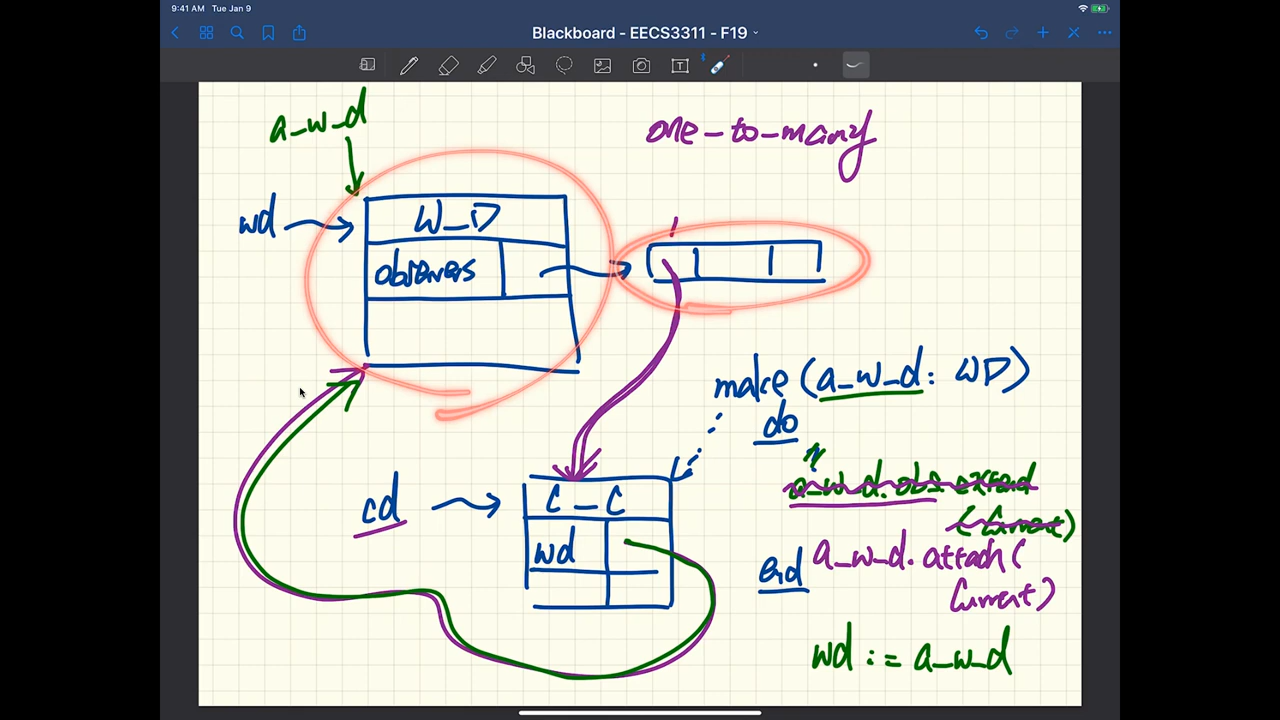 9:41 AM Tue Jan 9
Blackboard - EECS3311 - F19
a_w_d
one-to-many
wd
W_D
observers
make (a_w_d: WD)
do
a_w_d.obs.extend
(Current)
cd
C_C
wd
end
a_w_d.attach(
Current)
wd := a_w_d